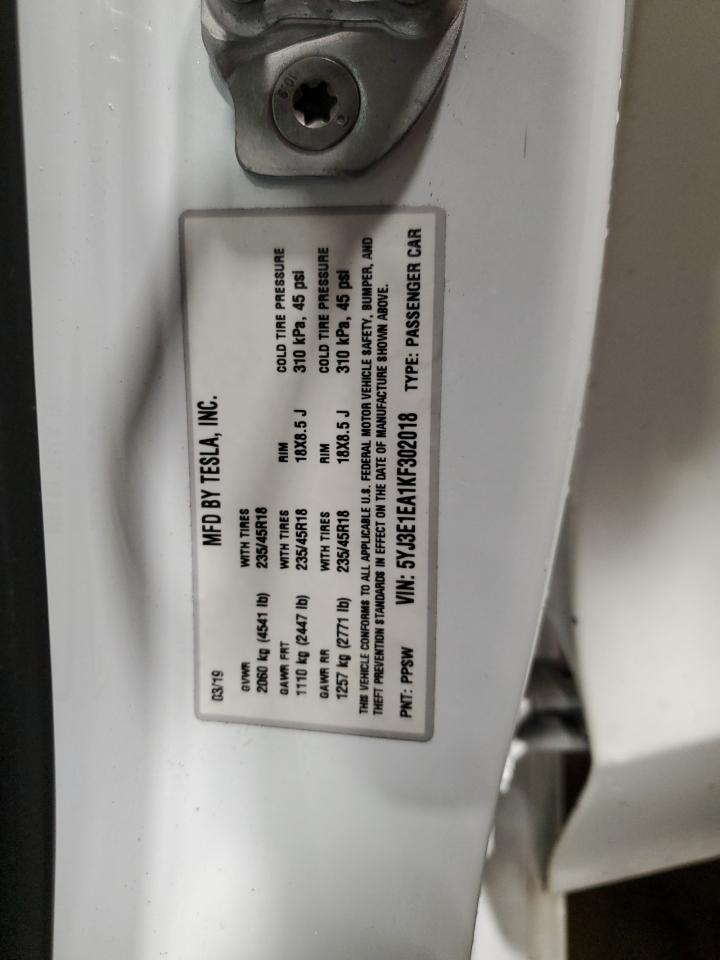 10.9
MFD BY TESLA, INC.
03/19
GVWR WITH TIRES
2060 kg (4541 lb) 235/45R18
GAWR FRT WITH TIRES RIM COLD TIRE PRESSURE
1110 kg (2447 lb) 235/45R18 18X8.5 J 310 kPa, 45 psi
GAWR RR WITH TIRES RIM COLD TIRE PRESSURE
1257 kg (2771 lb) 235/45R18 18X8.5 J 310 kPa, 45 psi
THIS VEHICLE CONFORMS TO ALL APPLICABLE U.S. FEDERAL MOTOR VEHICLE SAFETY, BUMPER, AND
THEFT PREVENTION STANDARDS IN EFFECT ON THE DATE OF MANUFACTURE SHOWN ABOVE.
PNT: PPSW VIN: 5YJ3E1EA1KF302018 TYPE: PASSENGER CAR